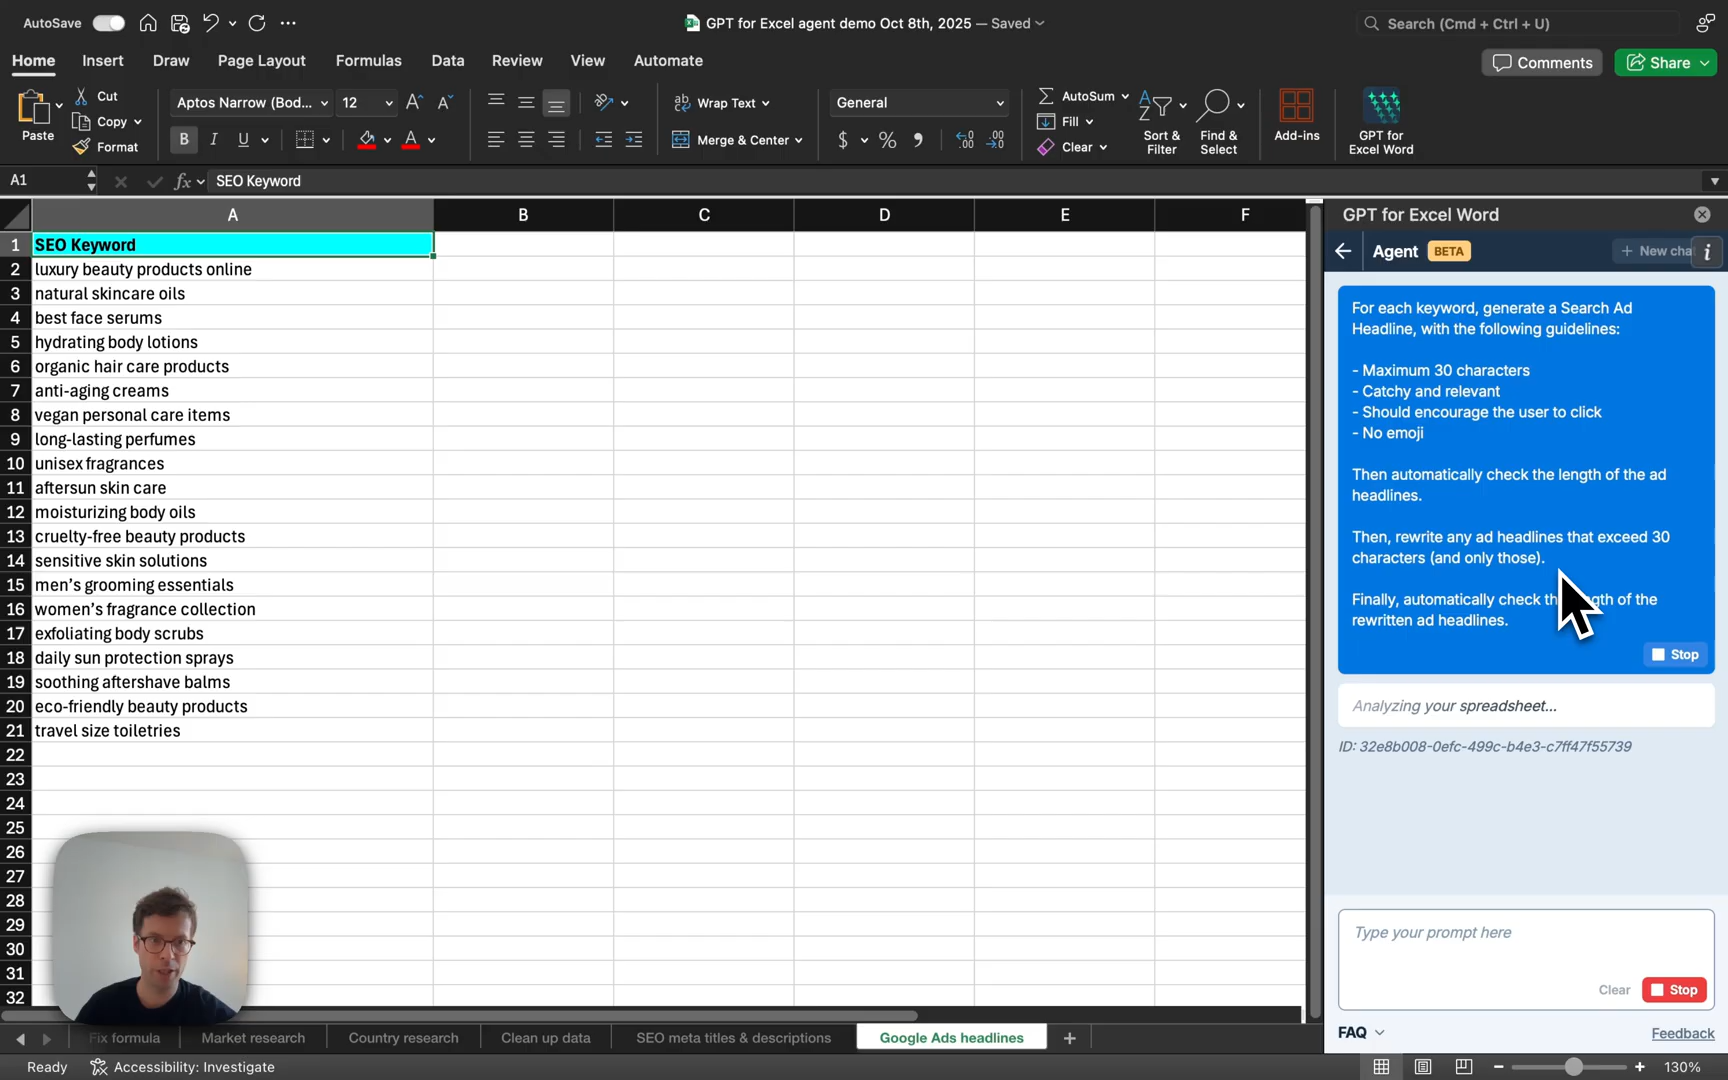 AutoSave
GPT for Excel agent demo Oct 8th, 2025 — Saved
Search (Cmd + Ctrl + U)
Home Insert Draw Page Layout Formulas Data Review View Automate
Comments Share
Paste
Cut
Copy
Format
Aptos Narrow (Bod... 12
B I U
Wrap Text
Merge & Center
General
$ % 9
AutoSum
Fill
Clear
Sort &
Filter
Find &
Select
Add-ins
GPT for
Excel Word
A1 fx SEO Keyword
A B C D E F
1 SEO Keyword
2 luxury beauty products online
3 natural skincare oils
4 best face serums
5 hydrating body lotions
6 organic hair care products
7 anti-aging creams
8 vegan personal care items
9 long-lasting perfumes
10 unisex fragrances
11 aftersun skin care
12 moisturizing body oils
13 cruelty-free beauty products
14 sensitive skin solutions
15 men’s grooming essentials
16 women’s fragrance collection
17 exfoliating body scrubs
18 daily sun protection sprays
19 soothing aftershave balms
20 eco-friendly beauty products
21 travel size toiletries
22
23
24
25
26
27
28
29
30
31
32
GPT for Excel Word
Agent BETA + New cha i
For each keyword, generate a Search Ad
Headline, with the following guidelines:
- Maximum 30 characters
- Catchy and relevant
- Should encourage the user to click
- No emoji
Then automatically check the length of the ad
headlines.
Then, rewrite any ad headlines that exceed 30
characters (and only those).
Finally, automatically check th gth of the
rewritten ad headlines.
Stop
Analyzing your spreadsheet...
ID: 32e8b008-0efc-499c-b4e3-c7ff47f55739
Type your prompt here
Clear Stop
FAQ Feedback
Fix formula Market research Country research Clean up data SEO meta titles & descriptions Google Ads headlines +
Ready Accessibility: Investigate 130%